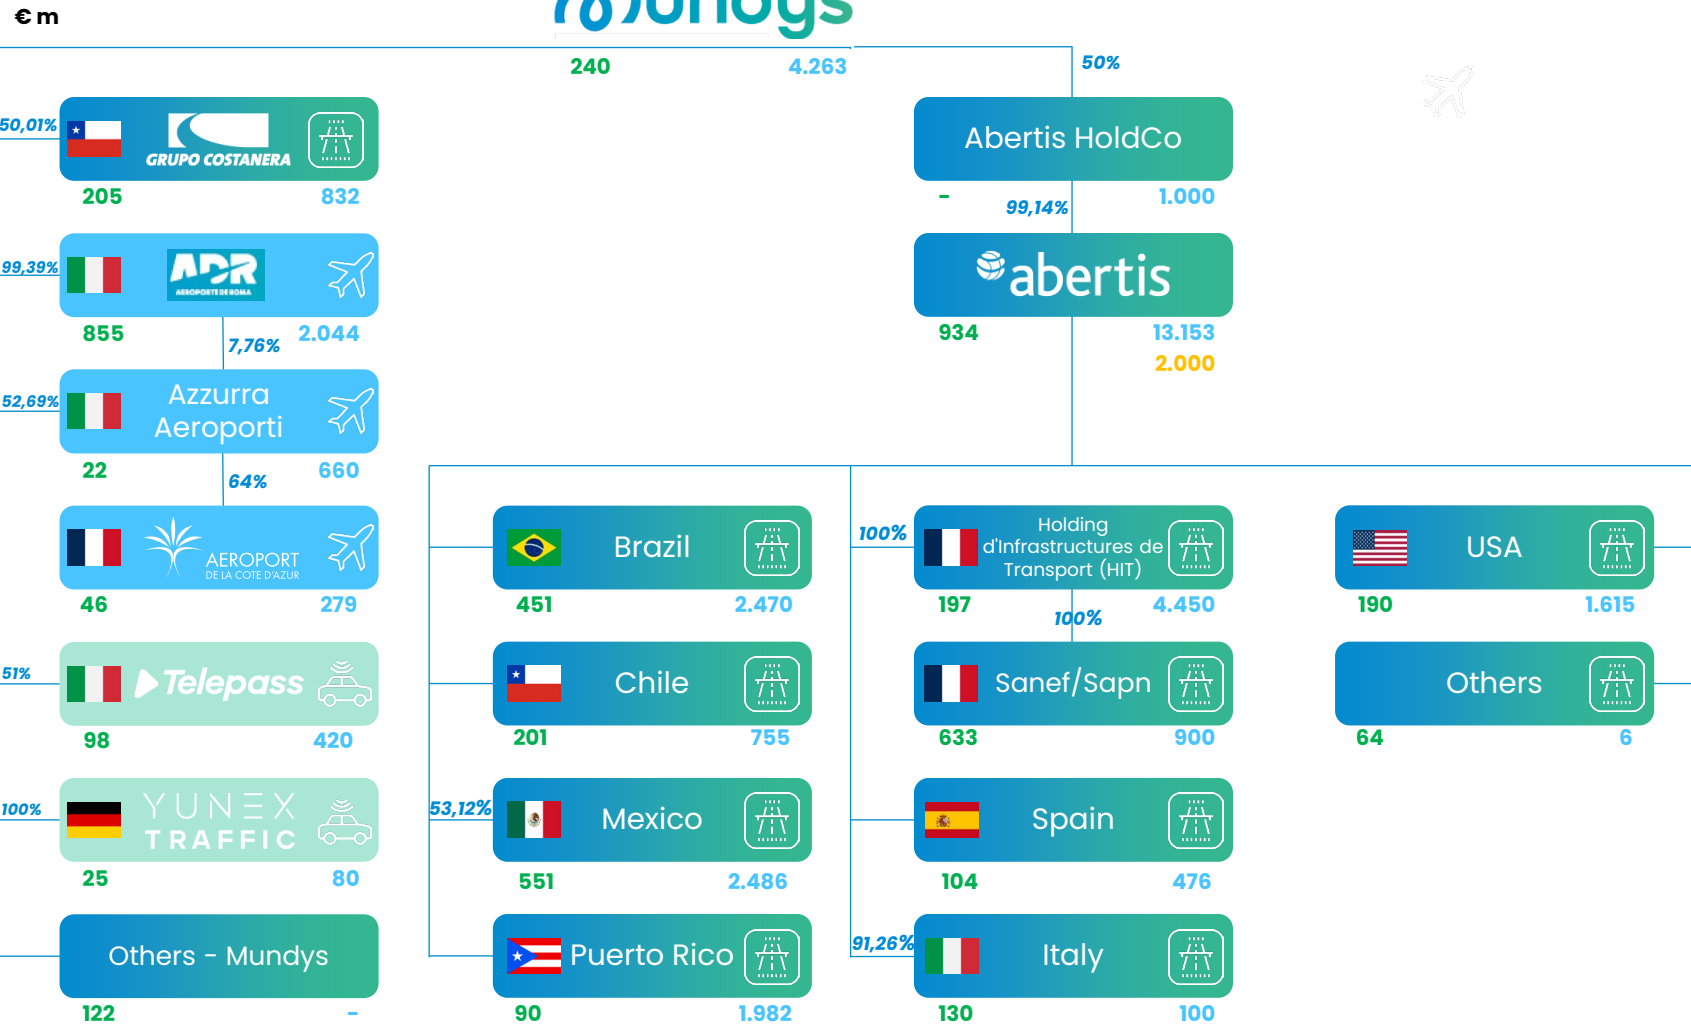 €m
Mundys
240
4.263
50%
50,01%
GRUPO COSTANERA
205
832
Abertis HoldCo
-
1.000
99,14%
99,39%
ADR
AEROPORTI DI ROMA
855
2.044
7,76%
abertis
934
13.153
2.000
52,69%
Azzurra
Aeroporti
22
660
64%
AEROPORT
DE LA COTE D'AZUR
46
279
Brazil
451
2.470
100%
Holding
d'Infrastructures de
Transport (HIT)
197
4.450
100%
USA
190
1.615
51%
Telepass
98
420
Chile
201
755
Sanef/Sapn
633
900
Others
64
6
100%
YUNEX
TRAFFIC
25
80
53,12%
Mexico
551
2.486
Spain
104
476
Others - Mundys
122
-
Puerto Rico
90
1.982
91,26%
Italy
130
100